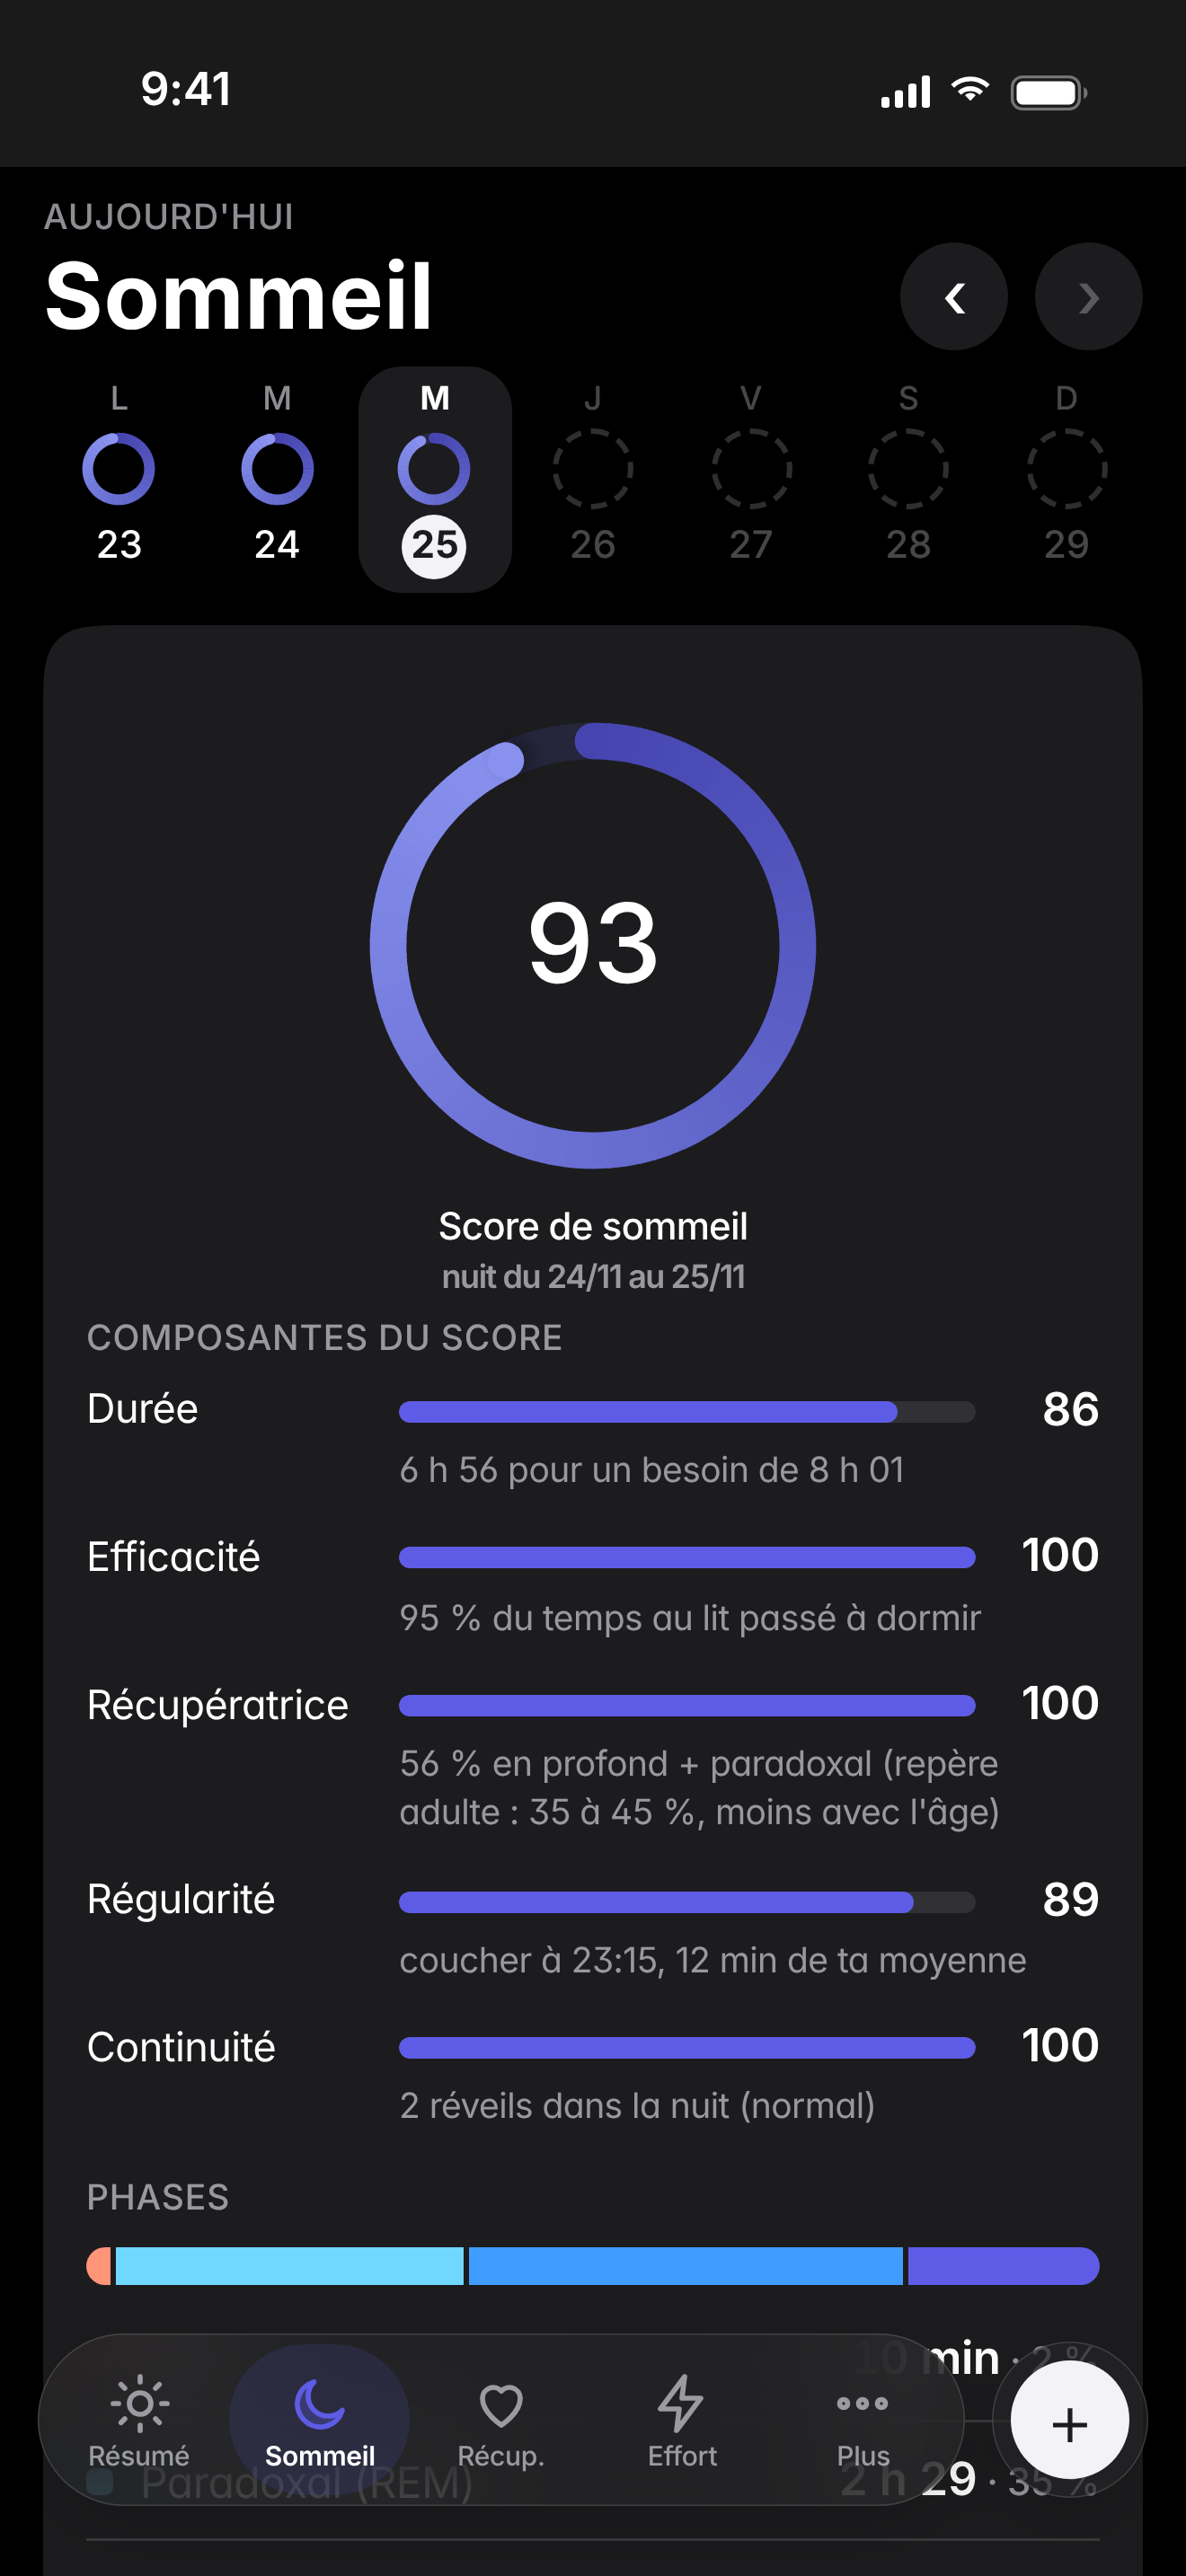 9:41
AUJOURD'HUI
Sommeil
L M M J V S D
23 24 25 26 27 28 29
93
Score de sommeil
nuit du 24/11 au 25/11
COMPOSANTES DU SCORE
Durée 86
6 h 56 pour un besoin de 8 h 01
Efficacité 100
95 % du temps au lit passé à dormir
Récupératrice 100
56 % en profond + paradoxal (repère
adulte : 35 à 45 %, moins avec l'âge)
Régularité 89
coucher à 23:15, 12 min de ta moyenne
Continuité 100
2 réveils dans la nuit (normal)
PHASES
10 min · 2 %
Résumé Sommeil Récup. Effort Plus +
Paradoxal (REM) 2 h 29 · 35 %